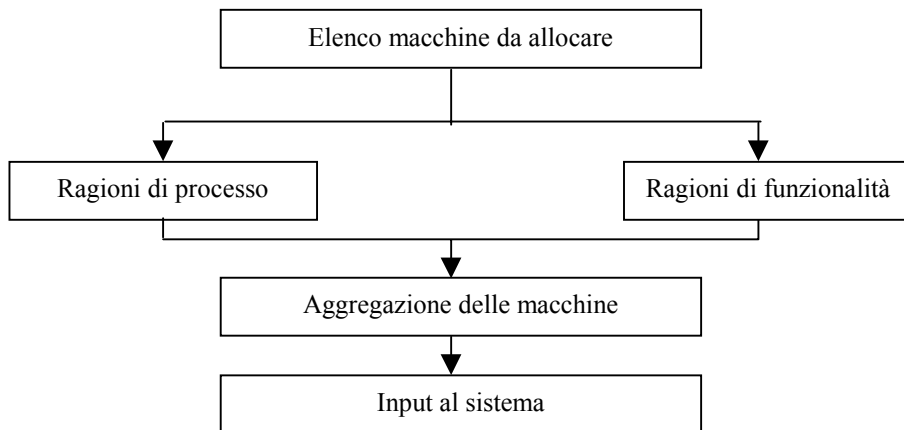 Elenco macchine da allocare
Ragioni di processo
Ragioni di funzionalità
Aggregazione delle macchine
Input al sistema